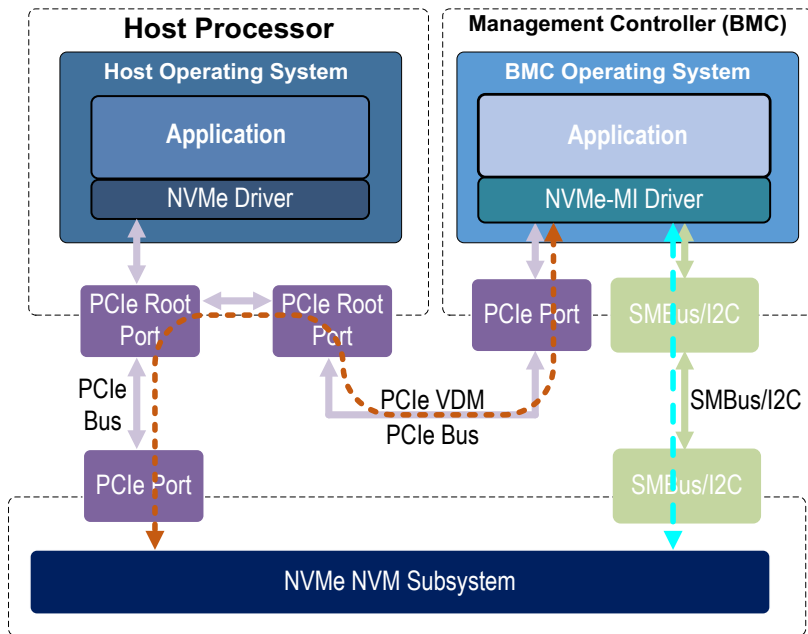 Host Processor
Host Operating System
Application
NVMe Driver
Management Controller (BMC)
BMC Operating System
Application
NVMe-MI Driver
PCIe Root
Port
PCIe Root
Port
PCIe Port
SMBus/I2C
PCIe
Bus
PCIe VDM
PCIe Bus
SMBus/I2C
PCIe Port
SMBus/I2C
NVMe NVM Subsystem